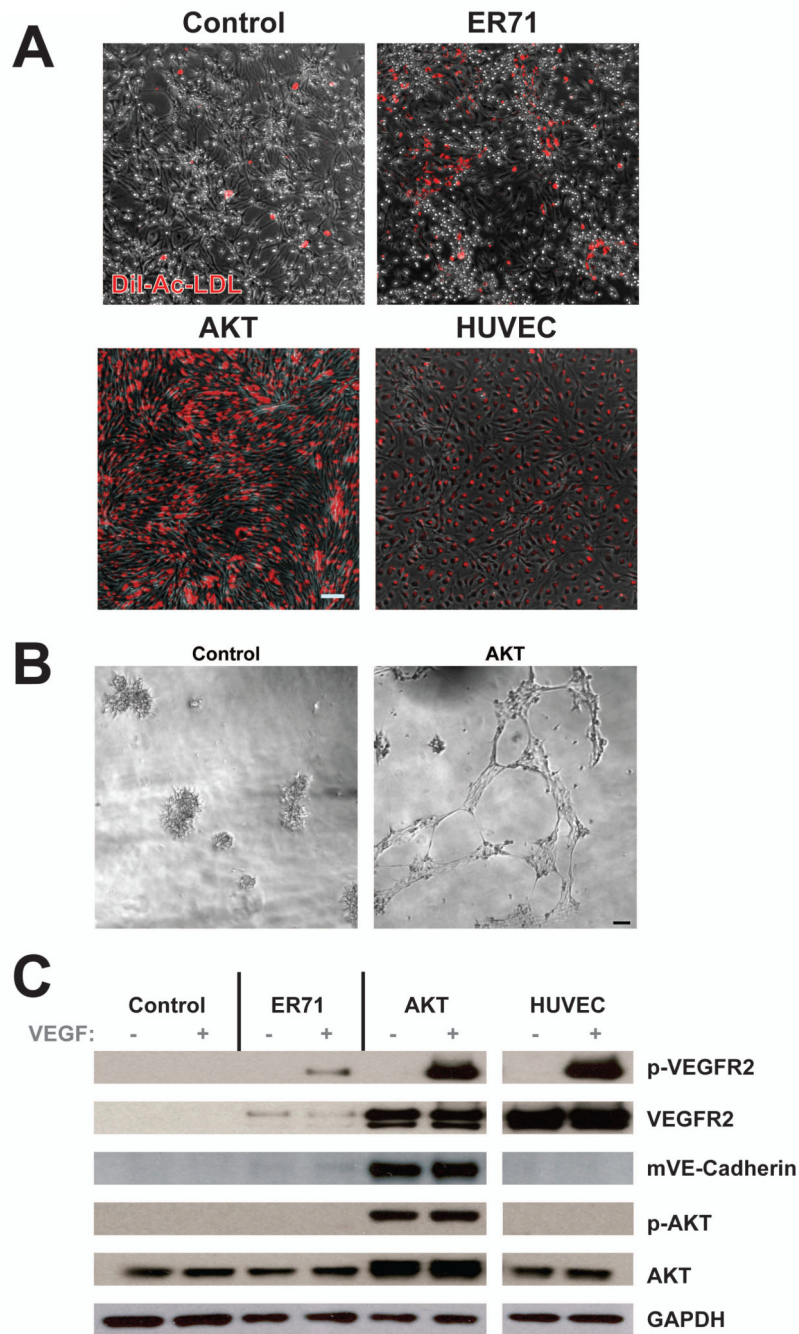 A
Control ER71
Dil-Ac-LDL
AKT HUVEC
B
Control AKT
C
Control ER71 AKT HUVEC
VEGF: - + - + - + - +
p-VEGFR2
VEGFR2
mVE-Cadherin
p-AKT
AKT
GAPDH